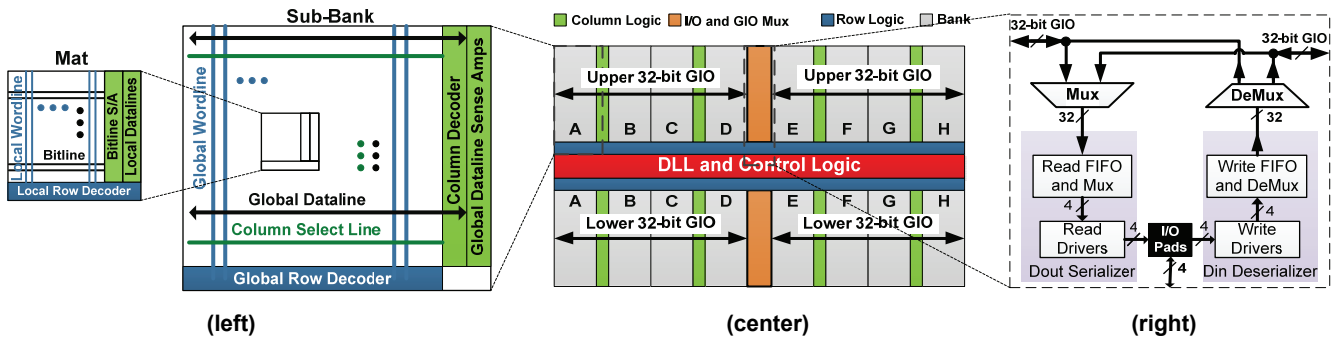 Mat
Local Wordline
Bitline
Bitline S/A
Local Datalines
Local Row Decoder
Sub-Bank
Global Wordline
Global Dataline
Column Select Line
Column Decoder
Global Dataline Sense Amps
Global Row Decoder
(left)
Column Logic I/O and GIO Mux Row Logic Bank
Upper 32-bit GIO Upper 32-bit GIO
A B C D E F G H
DLL and Control Logic
A B C D E F G H
Lower 32-bit GIO Lower 32-bit GIO
(center)
32-bit GIO
32-bit GIO
Mux
DeMux
32
32
Read FIFO
and Mux
Write FIFO
and DeMux
4
4
Read
Drivers
4
I/O
Pads
4
Write
Drivers
Dout Serializer
4
Din Deserializer
(right)